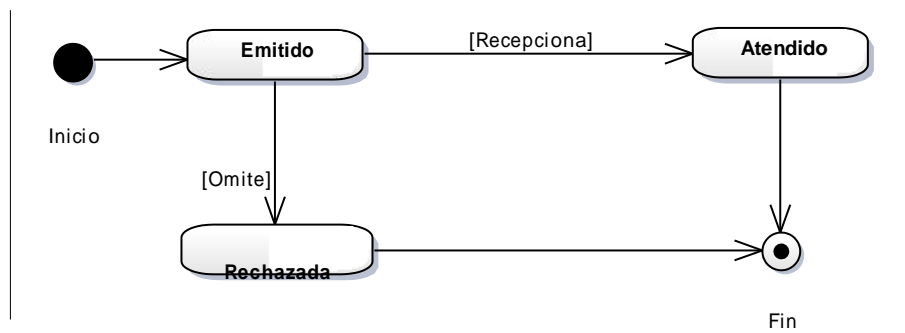 Emitido
[Recepciona]
Atendido
Inicio
[Omite]
Rechazada
Fin